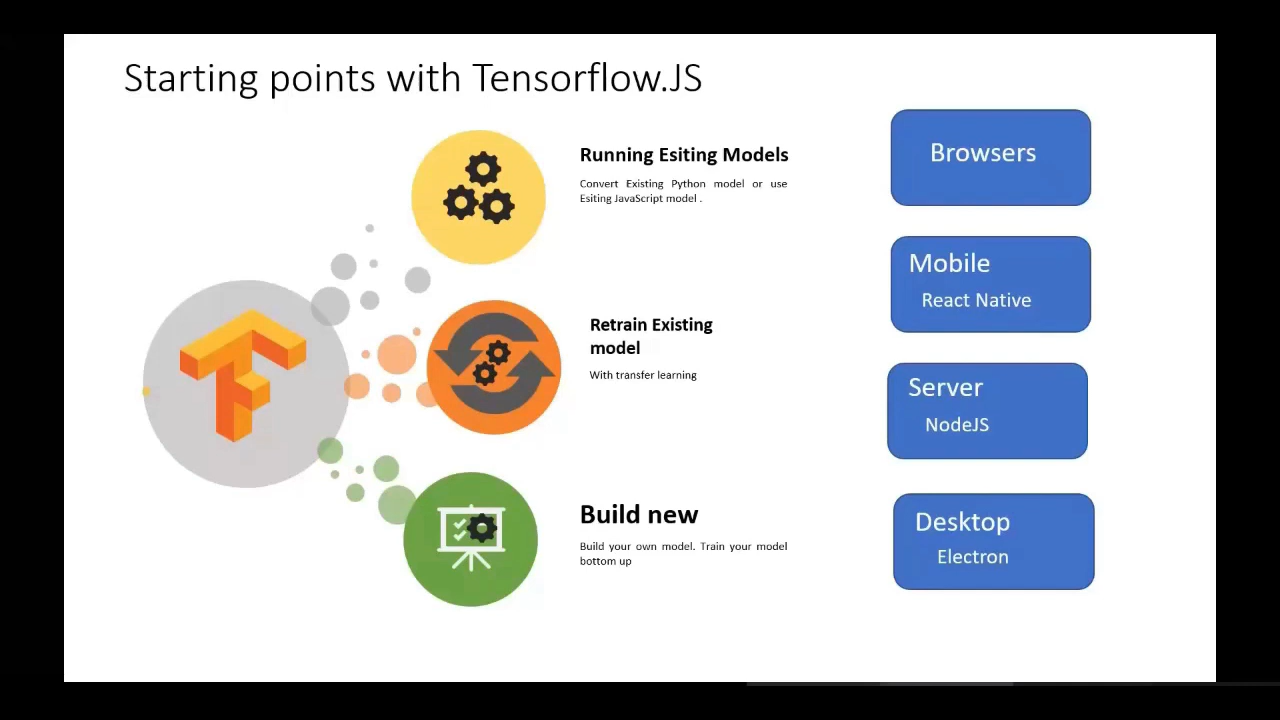 Starting points with Tensorflow.JS
Running Esiting Models
Convert Existing Python model or use
Esiting JavaScript model .
Retrain Existing
model
With transfer learning
Build new
Build your own model. Train your model
bottom up
Browsers
Mobile
React Native
Server
NodeJS
Desktop
Electron